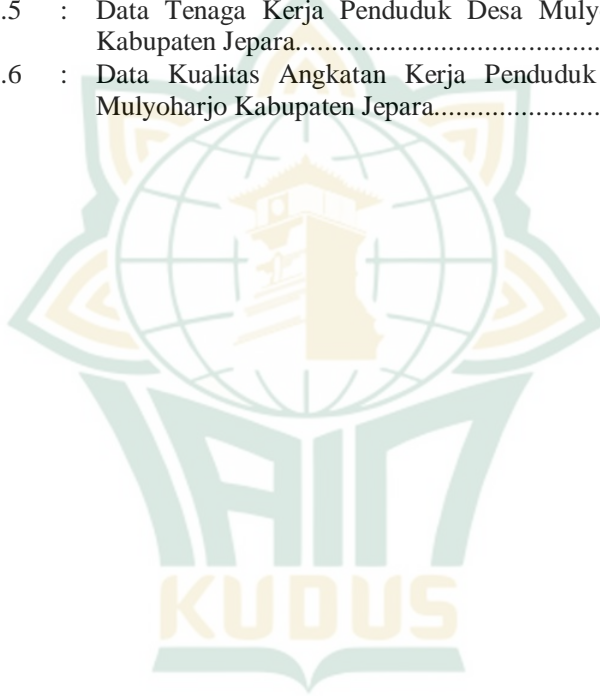 .5 : Data Tenaga Kerja Penduduk Desa Muly
Kabupaten Jepara......................................
.6 : Data Kualitas Angkatan Kerja Penduduk
Mulyoharjo Kabupaten Jepara.......................
IAIN
KUDUS